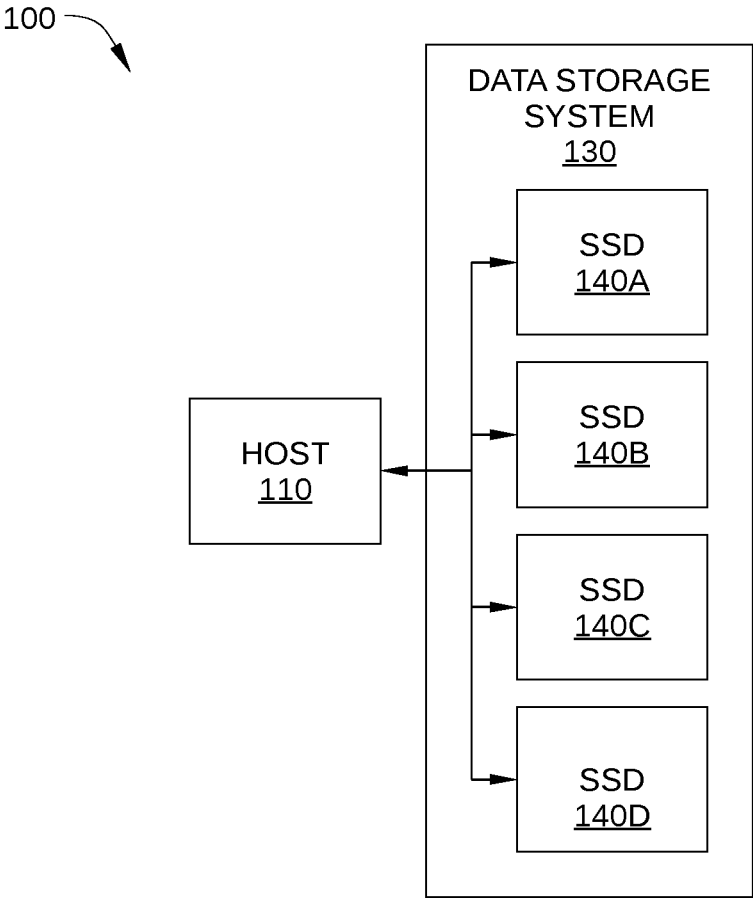 100
DATA STORAGE
SYSTEM
130
SSD
140A
SSD
140B
HOST
110
SSD
140C
SSD
140D